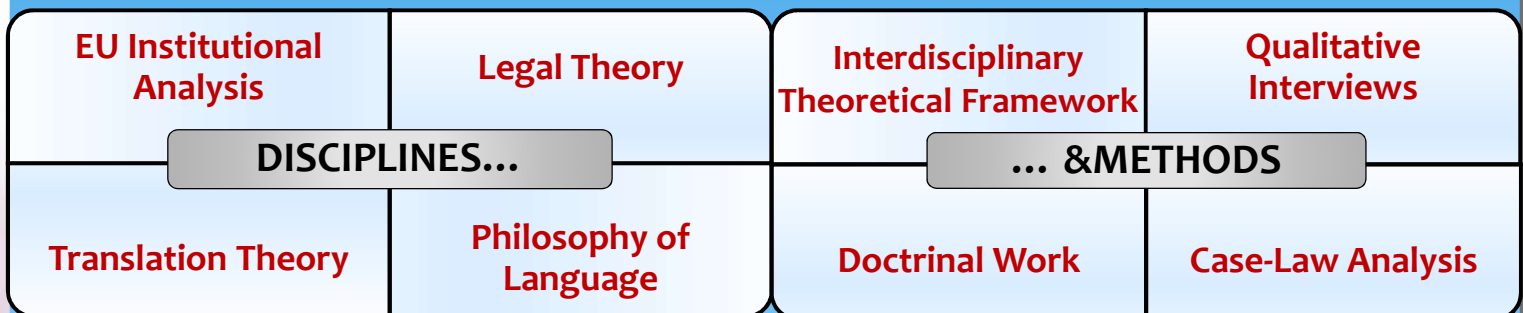 EU Institutional
Analysis
Legal Theory
DISCIPLINES...
Translation Theory
Philosophy of
Language
Interdisciplinary
Theoretical Framework
Qualitative
Interviews
... &METHODS
Doctrinal Work
Case-Law Analysis